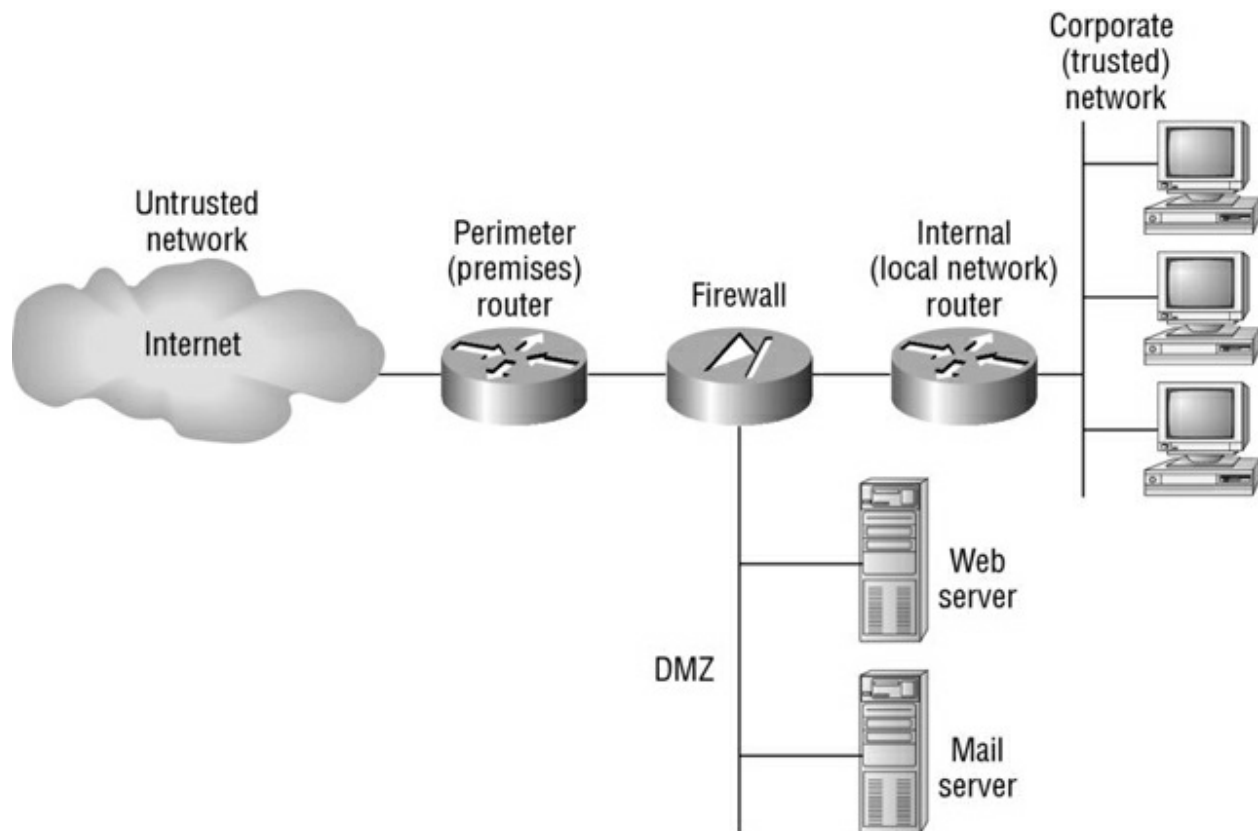 Corporate
(trusted)
network
Untrusted
network
Internet
Perimeter
(premises)
router
Firewall
Internal
(local network)
router
Web
server
DMZ
Mail
server